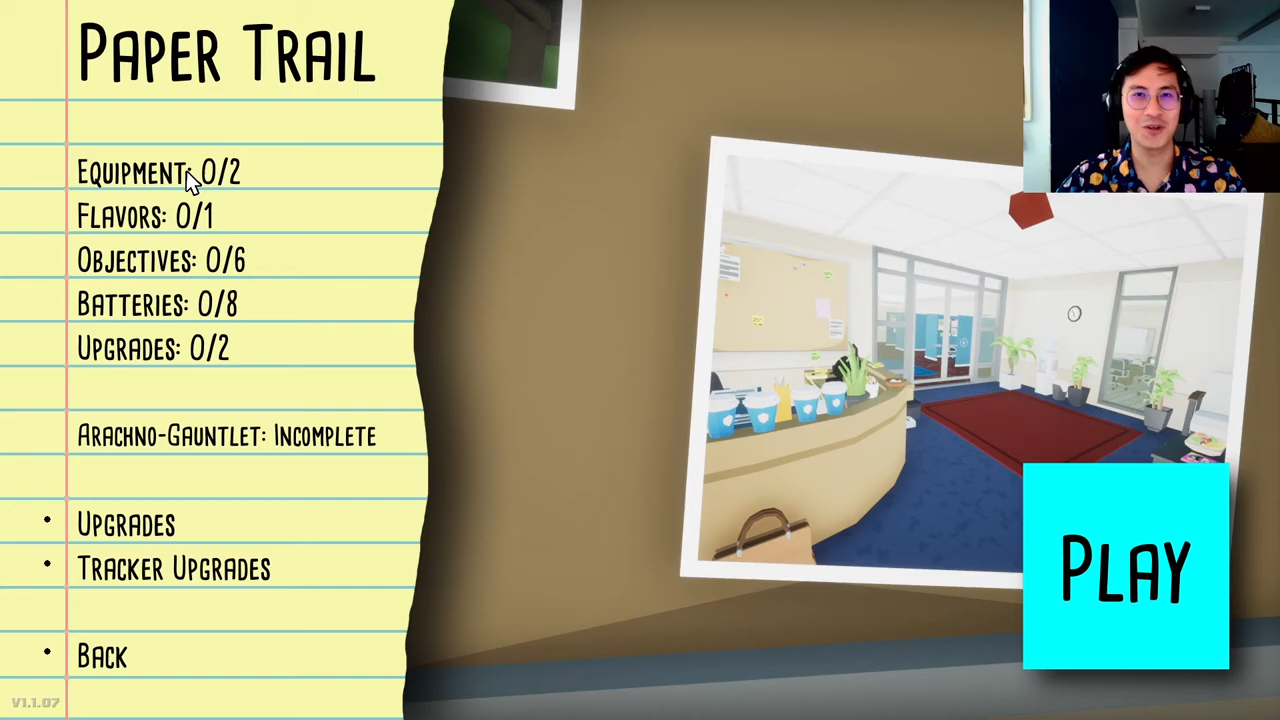 PAPER TRAIL
EQUIPMENT: 0/2
FLAVORS: 0/1
OBJECTIVES: 0/6
BATTERIES: 0/8
UPGRADES: 0/2
ARACHNO-GAUNTLET: INCOMPLETE
• UPGRADES
• TRACKER UPGRADES
• BACK
PLAY
V1.1.07